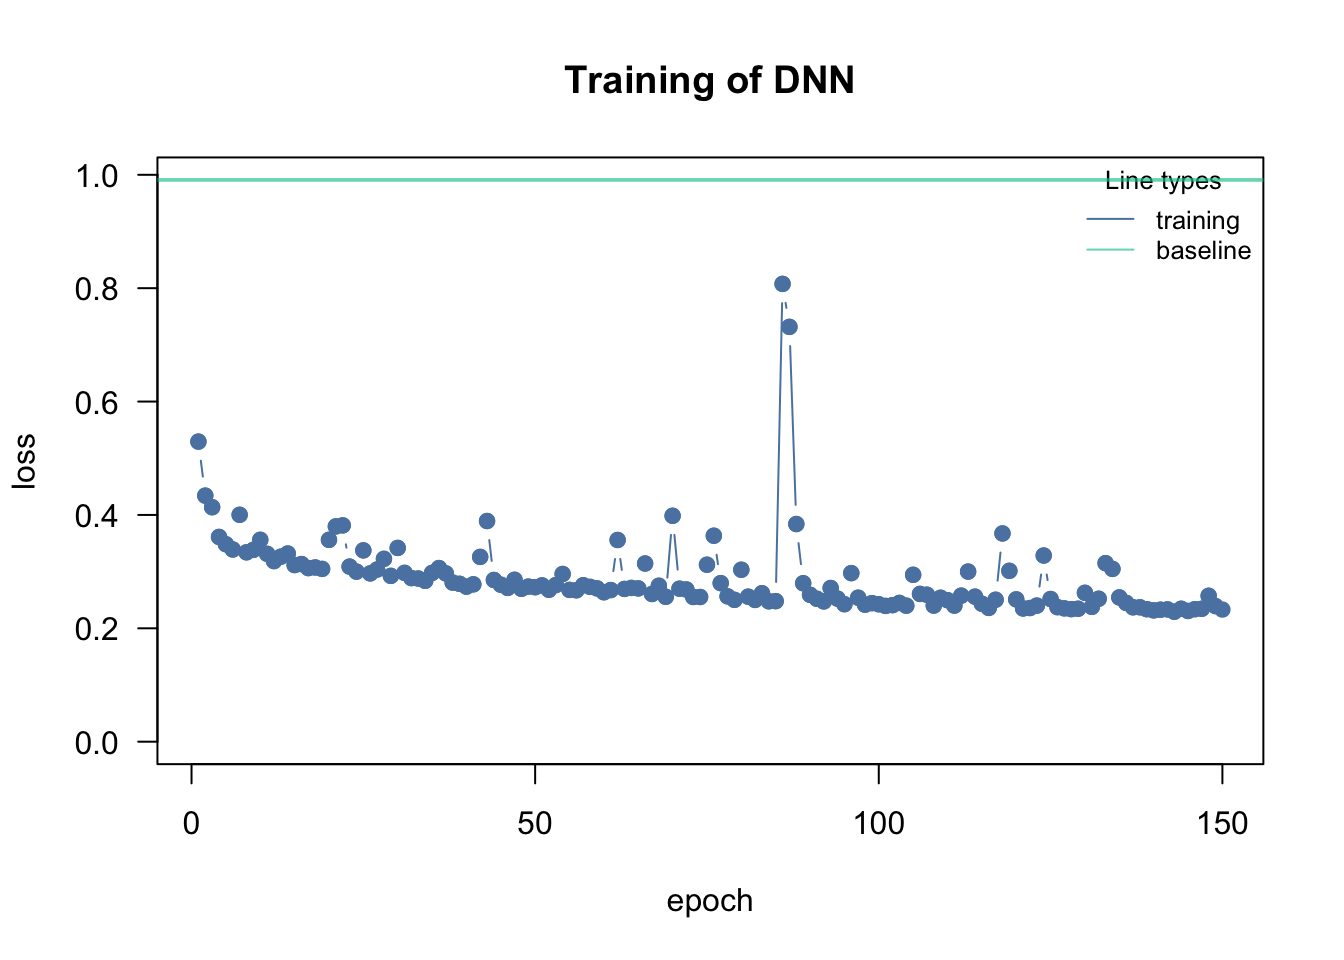 Training of DNN
1.0
0.8
0.6
0.4
0.2
0.0
loss
Line types
training
baseline
0 50 100 150
epoch